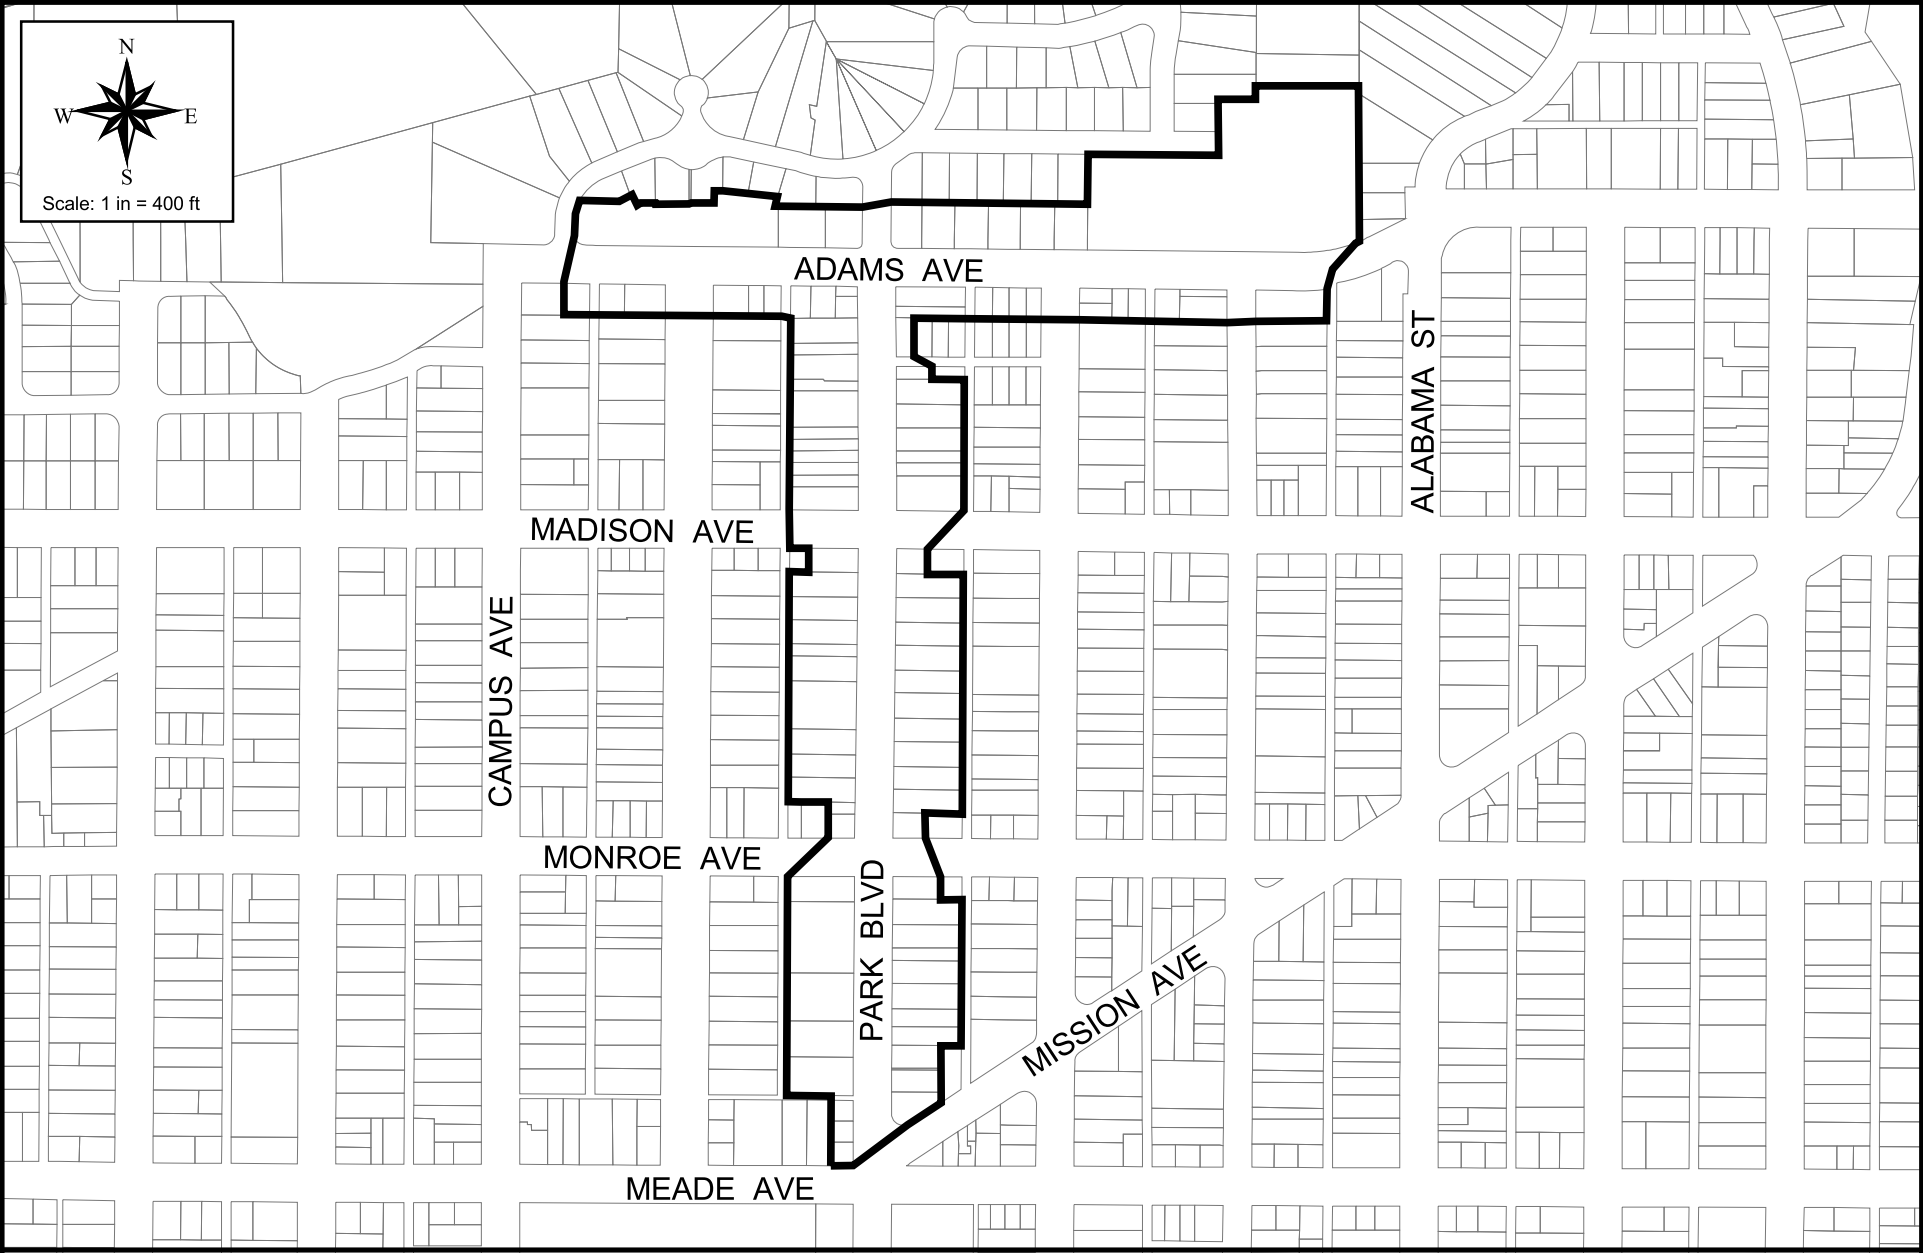 N
W E
S
Scale: 1 in = 400 ft
ADAMS AVE
ALABAMA ST
MADISON AVE
CAMPUS AVE
MONROE AVE
PARK BLVD
MISSION AVE
MEADE AVE